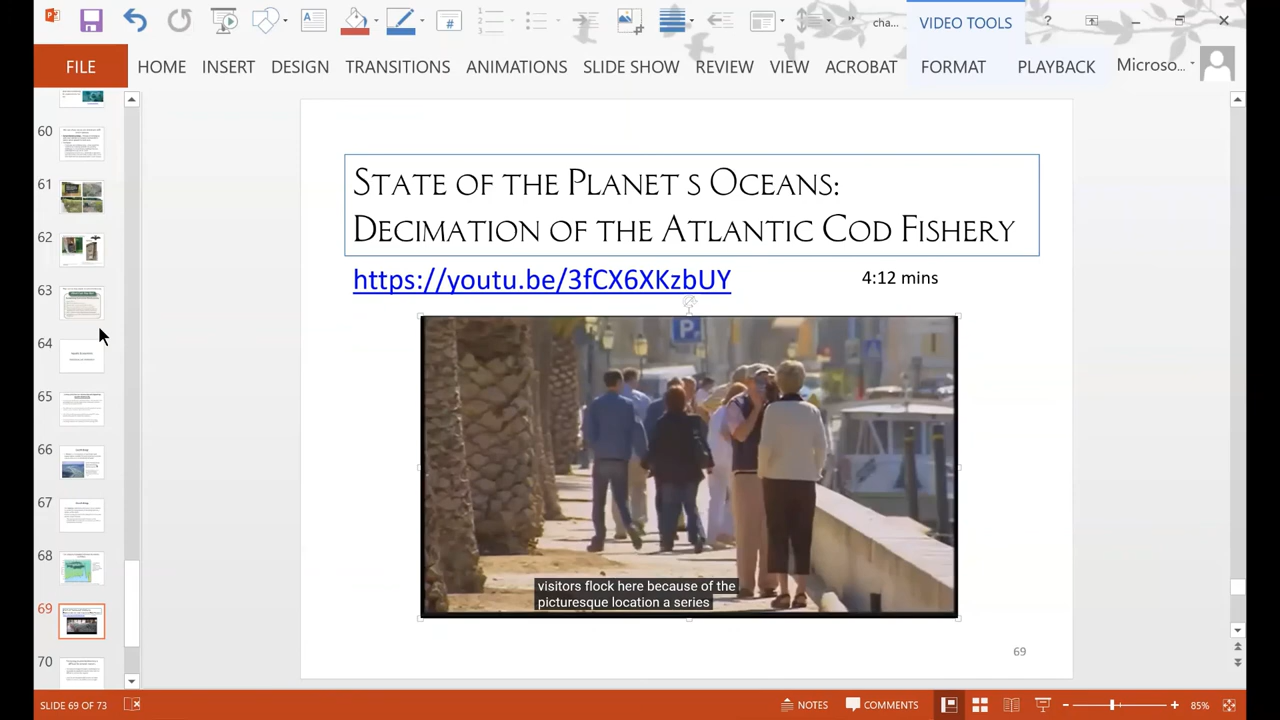 cha...
VIDEO TOOLS
?
FILE
HOME
INSERT
DESIGN
TRANSITIONS
ANIMATIONS
SLIDE SHOW
REVIEW
VIEW
ACROBAT
FORMAT
PLAYBACK
Microso...
60
61
62
63
64
65
66
67
68
69
70
STATE OF THE PLANET S OCEANS:
DECIMATION OF THE ATLANTIC COD FISHERY
https://youtu.be/3fCX6XKzbUY
4:12 mins
P
visitors flock here because of the
picturesque location a series
69
SLIDE 69 OF 73
NOTES
COMMENTS
85%